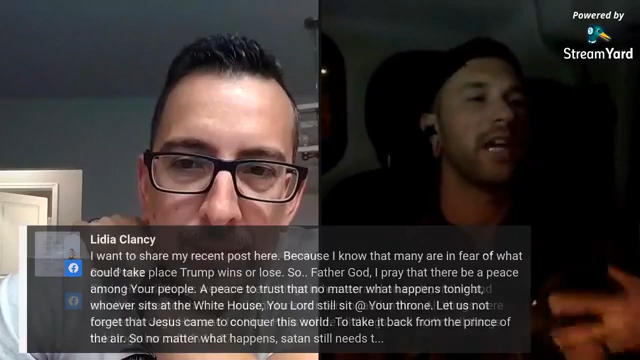 Powered by
StreamYard
Lidia Clancy
I want to share my recent post here. Because I know that many are in fear of what
could take place Trump wins or lose. So.. Father God, I pray that there be a peace
among Your people. A peace to trust no matter what happens tonight,
whoever sits at the White House, You Lord still sit @ Your throne. Let us not
forget that Jesus came to conquer this world. To take it back from the prince of
the air. So no matter what happens, satan still needs t...